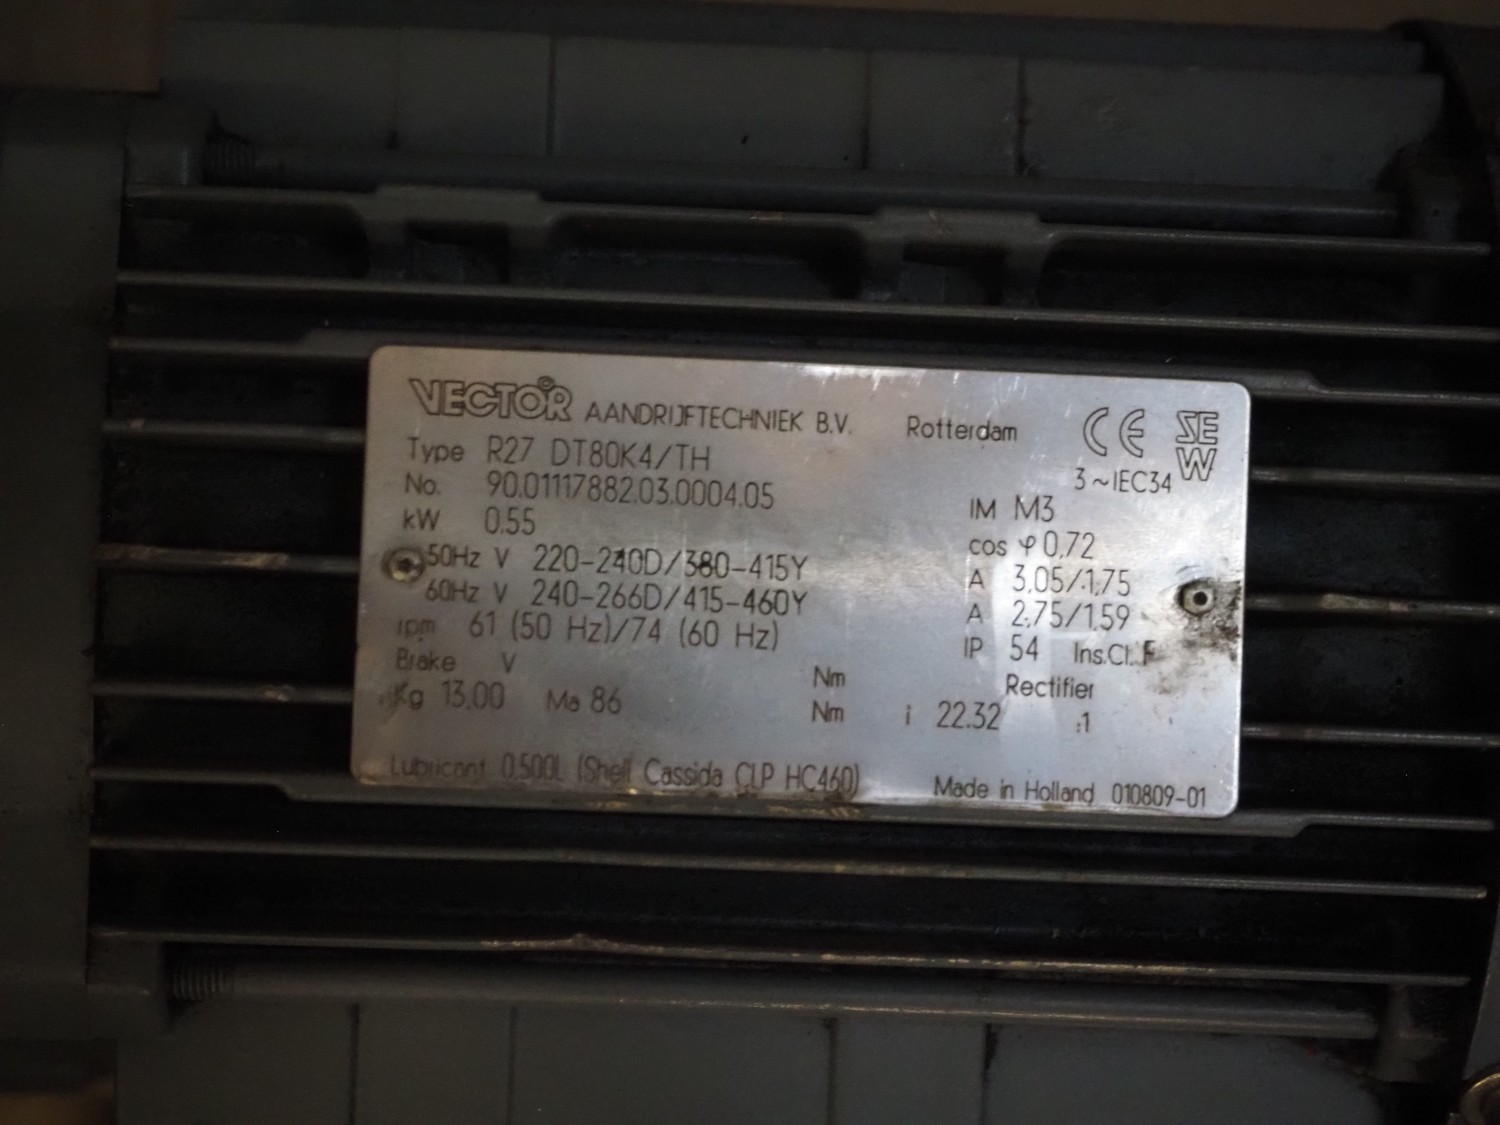 VECTOR AANDRIJFTECHNIEK B.V. Rotterdam CE SEW
Type R27 DT80K4/TH 3~IEC34
No. 90.01117882.03.0004.05 IM M3
kW 0.55 cos φ 0.72
50Hz V 220-240D/380-415Y A 3.05/1.75
60Hz V 240-266D/415-460Y A 2.75/1.59
rpm 61 (50 Hz)/74 (60 Hz) IP 54 Ins.Cl. F
Brake V Nm Rectifier
Kg 13.00 Ma 86 Nm i 22.32 :1
Lubricant 0.500L (Shell Cassida CLP HC460) Made in Holland 010809-01